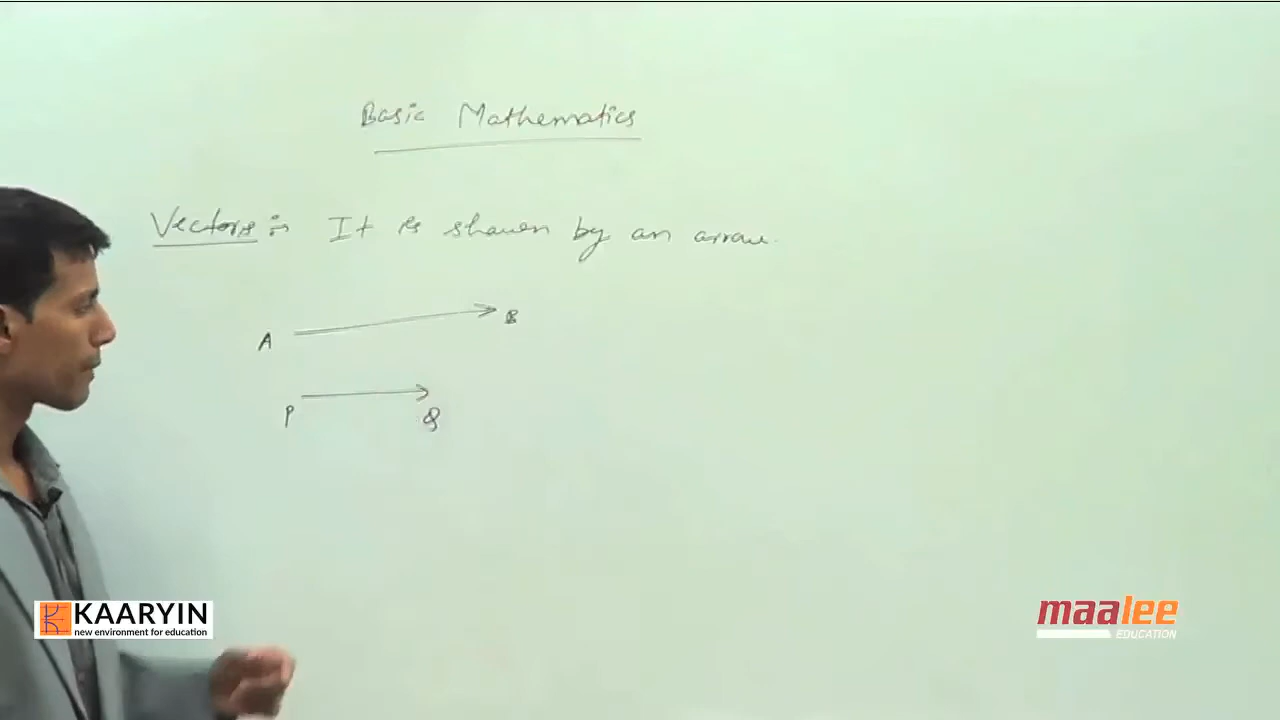 Basic Mathematics
Vectors :- It is shown by an arrow.
A B
P Q
KAARYIN
new environment for education
maalee
EDUCATION